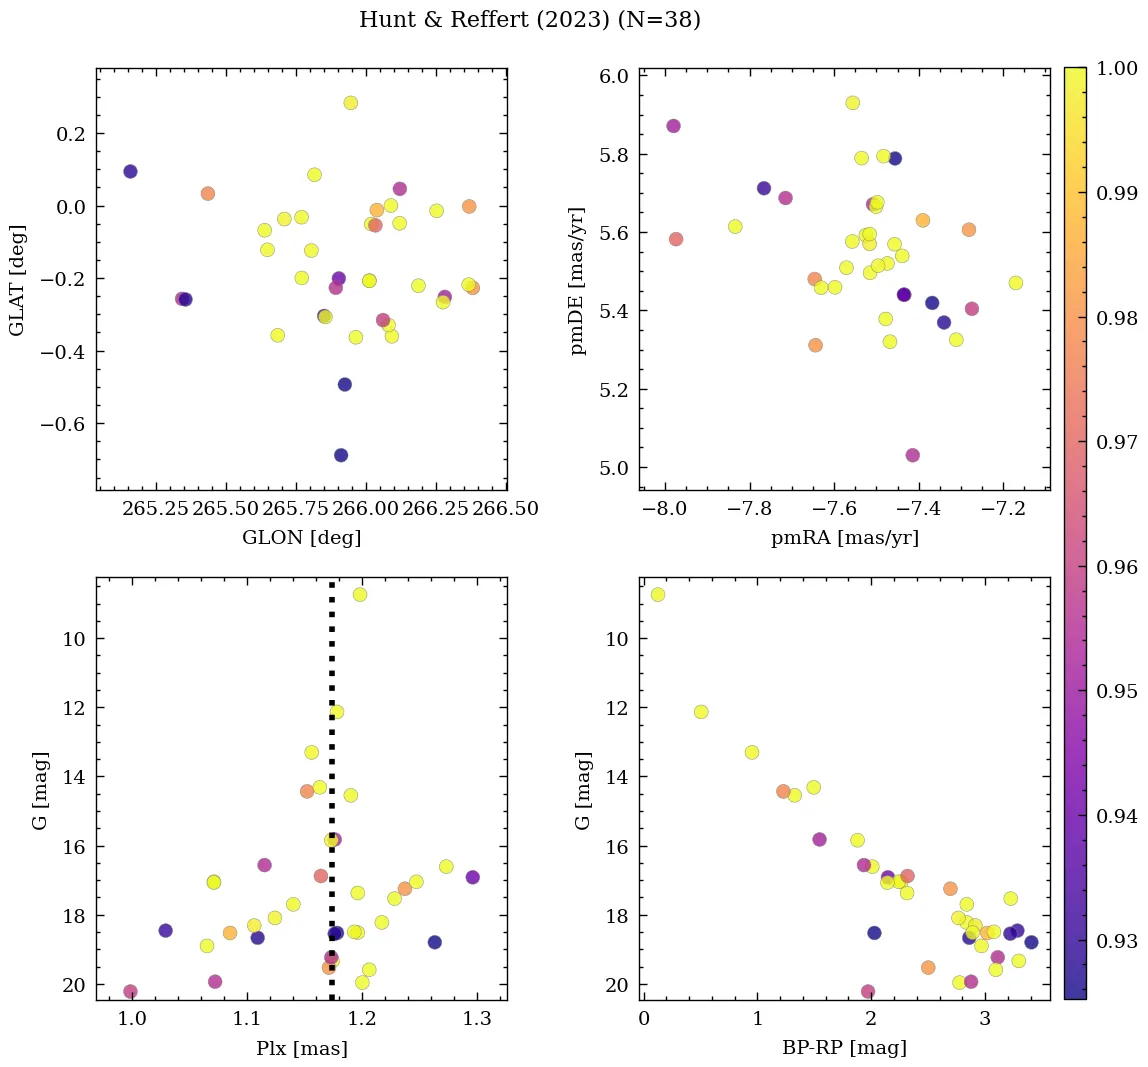 Hunt & Reffert (2023) (N=38)
0.2
0.0
−0.2
−0.4
−0.6
GLAT [deg]
265.25 265.50 265.75 266.00 266.25 266.50
GLON [deg]
6.0
5.8
5.6
5.4
5.2
5.0
pmDE [mas/yr]
−8.0 −7.8 −7.6 −7.4 −7.2
pmRA [mas/yr]
1.00
0.99
0.98
0.97
0.96
0.95
0.94
0.93
10
12
14
16
18
20
G [mag]
1.0 1.1 1.2 1.3
Plx [mas]
10
12
14
16
18
20
G [mag]
0 1 2 3
BP-RP [mag]